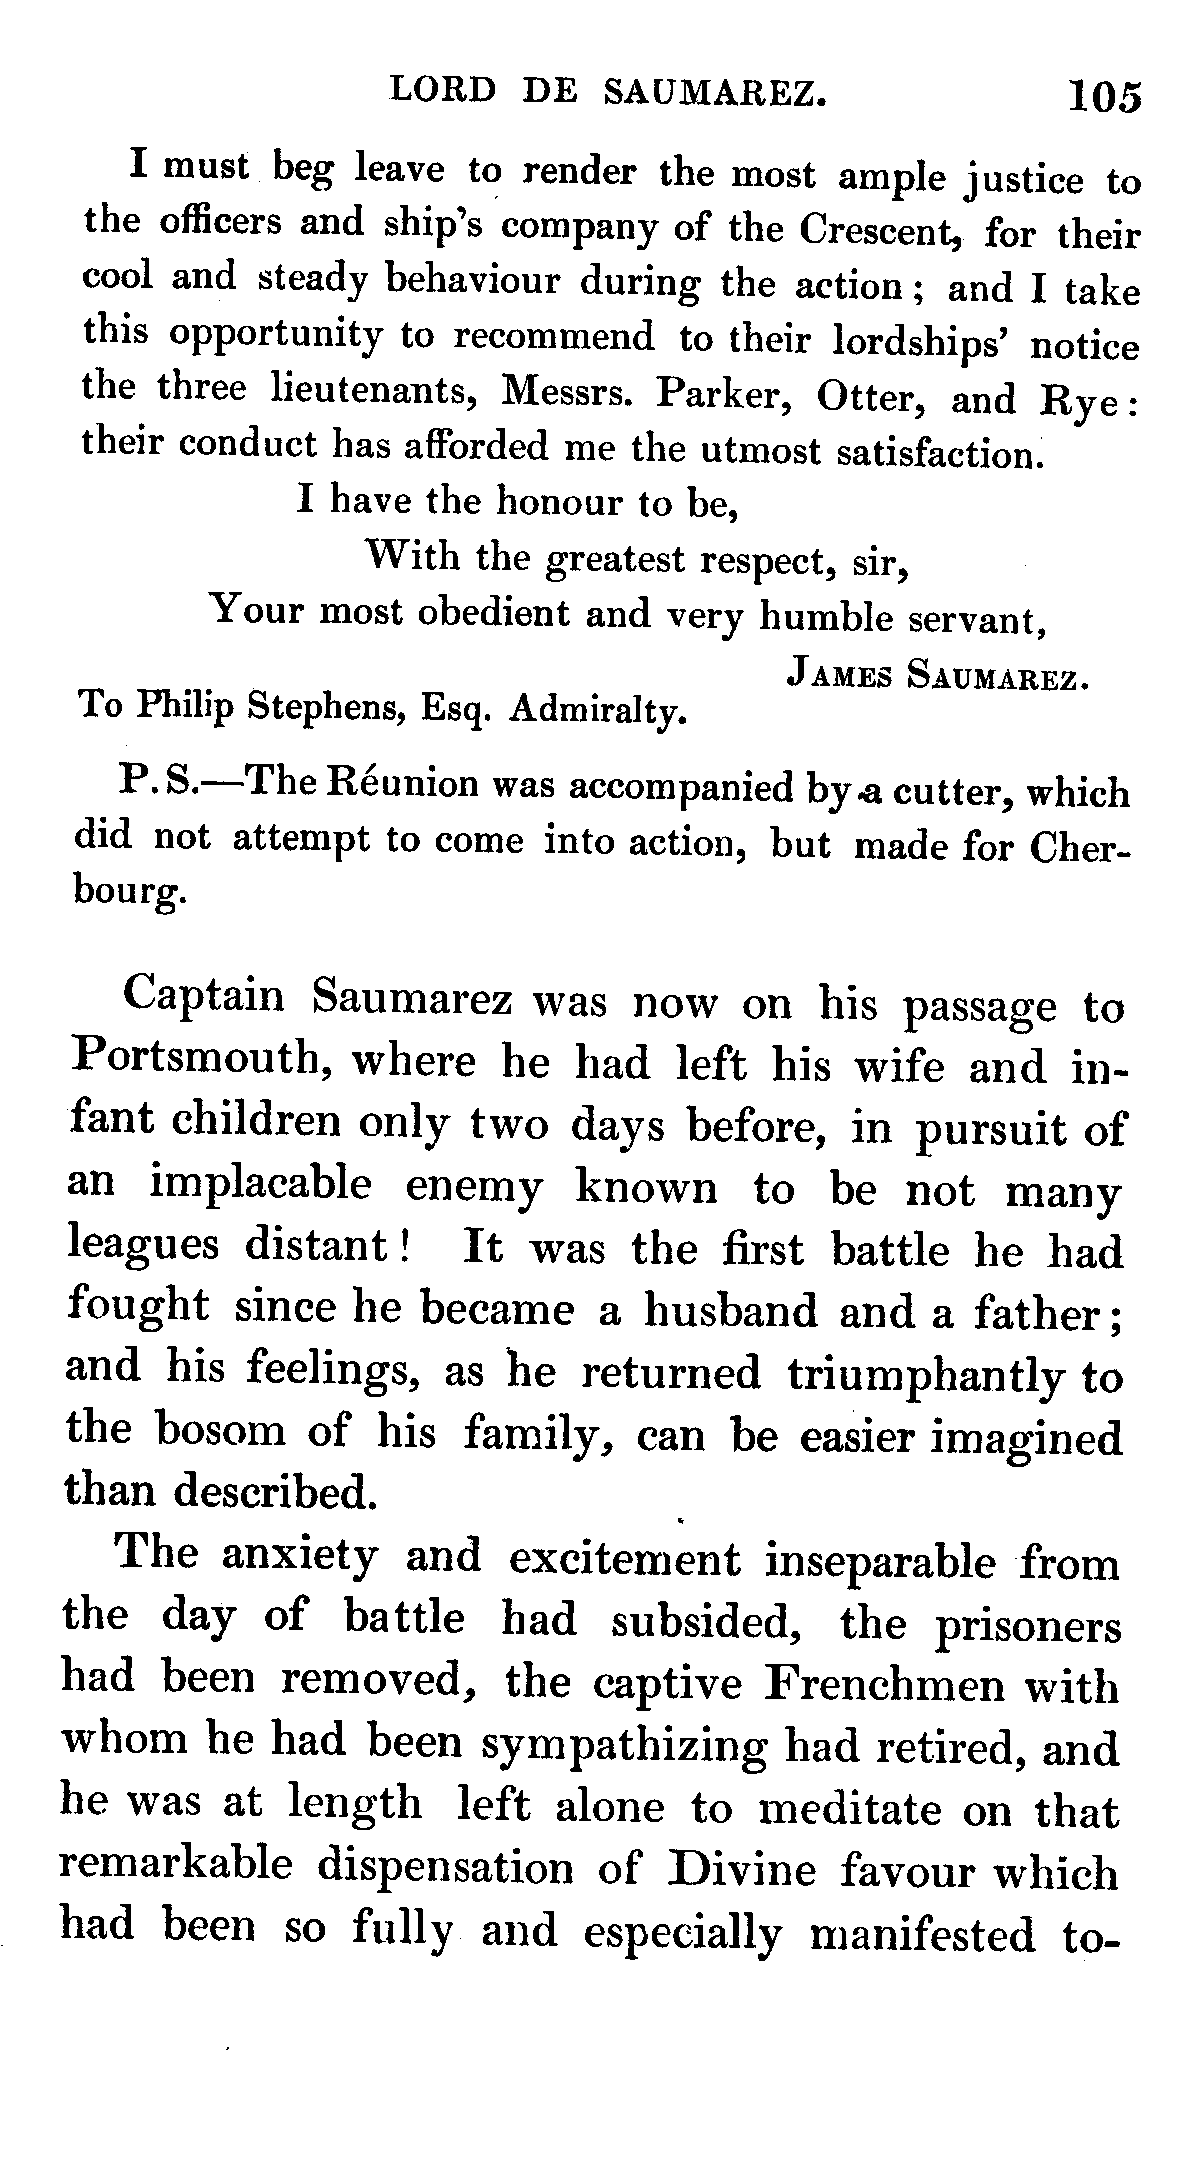 LORD DE SAUMAREZ. 105
I must beg leave to render the most ample justice to
the officers and ship's company of the Crescent, for their
cool and steady behaviour during the action; and I take
this opportunity to recommend to their lordships' notice
the three lieutenants, Messrs. Parker, Otter, and Rye:
their conduct has afforded me the utmost satisfaction.
I have the honour to be,
With the greatest respect, sir,
Your most obedient and very humble servant,
JAMES SAUMAREZ.
To Philip Stephens, Esq. Admiralty.
P. S.—The Réunion was accompanied by a cutter, which
did not attempt to come into action, but made for Cher-
bourg.
Captain Saumarez was now on his passage to
Portsmouth, where he had left his wife and in-
fant children only two days before, in pursuit of
an implacable enemy known to be not many
leagues distant! It was the first battle he had
fought since he became a husband and a father;
and his feelings, as he returned triumphantly to
the bosom of his family, can be easier imagined
than described.
The anxiety and excitement inseparable from
the day of battle had subsided, the prisoners
had been removed, the captive Frenchmen with
whom he had been sympathizing had retired, and
he was at length left alone to meditate on that
remarkable dispensation of Divine favour which
had been so fully and especially manifested to-